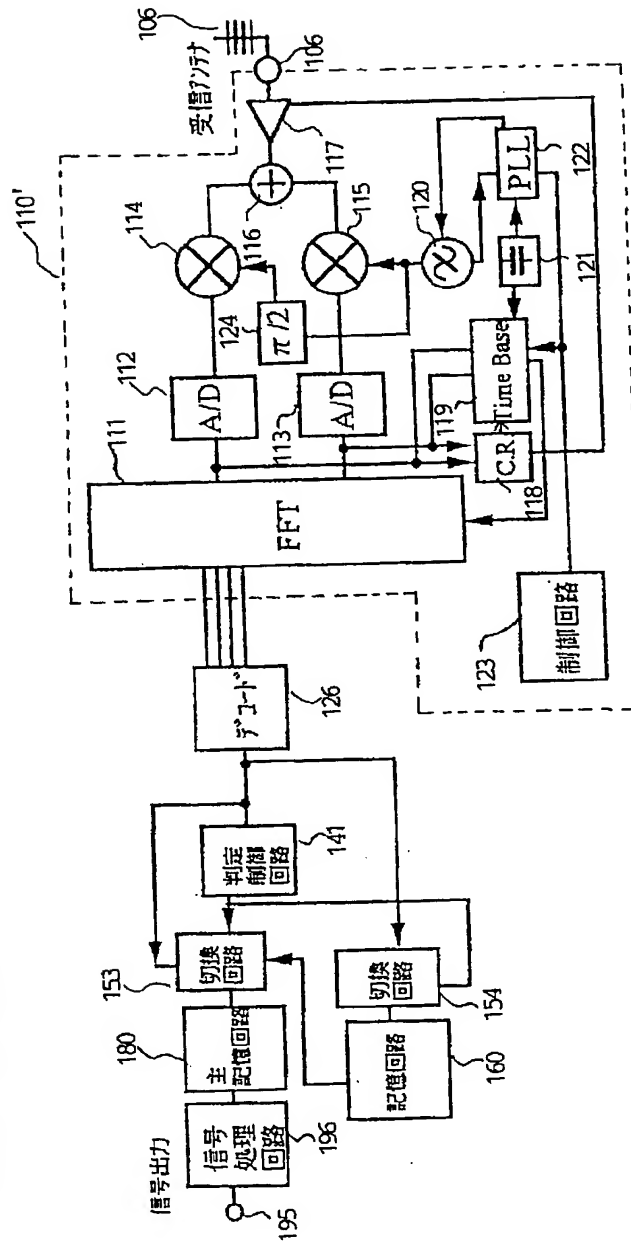 106
受信アンテナ
106
110'
117
116
114
115
π/2
124
120
PLL
122
121
112
A/D
113
A/D
Time Base
119
C.R.
118
111
FFT
制御回路
123
デコード
126
判定
制御
回路
141
切換
回路
153
切換
回路
154
主
記憶回路
180
記憶回路
160
信号
処理
回路
196
信号出力
195